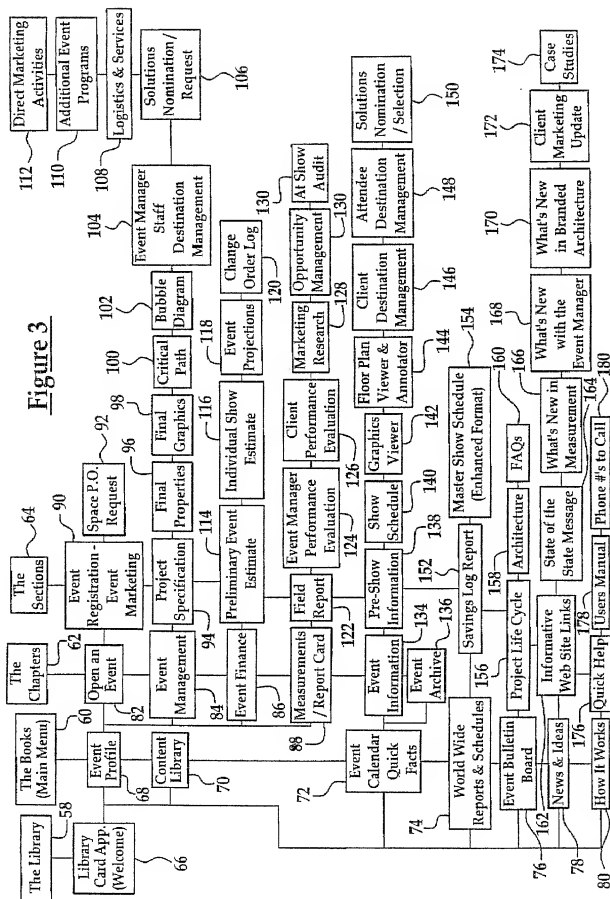 Figure 3
The Library
58
The Books
(Main Menu)
60
The Chapters
62
The
Sections
64
Library
Card App.
(Welcome)
66
Event
Profile
68
Open an
Event
82
Event
Registration -
Event
Marketing
90
Space P.O.
Request
92
Content
Library
70
Event
Management
84
Project
Specification
94
Final
Properties
96
Final
Graphics
98
Critical
Path
100
Bubble
Diagram
102
Event Manager
Staff
Destination
Management
104
Solutions
Nomination /
Request
106
Logistics & Services
108
Additional Event
Programs
110
Direct Marketing
Activities
112
Event Finance
86
Preliminary Event
Estimate
114
Individual Show
Estimate
116
Event
Projections
118
Change
Order Log
120
Measurements
/ Report Card
88
Field
Report
122
Event Manager
Performance
Evaluation
124
Client
Performance
Evaluation
126
Marketing
Research
128
Opportunity
Management
130
At Show
Audit
130
Event
Calendar
Quick
Facts
72
Event
Information
134
Event
Archive
136
Pre-Show
Information
138
Show
Schedule
140
Graphics
Viewer
142
Floor Plan
Viewer &
Annotator
144
Client
Destination
Management
146
Attendee
Destination
Management
148
Solutions
Nomination
/ Selection
150
World Wide
Reports & Schedules
74
Savings Log Report
152
Master Show Schedule
(Enhanced Format)
154
Event Bulletin
Board
76
Project Life Cycle
156
Architecture
158
FAQs
160
News & Ideas
78
Informative
Web Site Links
162
State of the
State Message
164
What's New in
Measurement
166
What's New
with the
Event Manager
168
What's New
in Branded
Architecture
170
Client
Marketing
Update
172
Case
Studies
174
How It Works
80
Quick Help
176
Users Manual
178
Phone #'s to Call
180